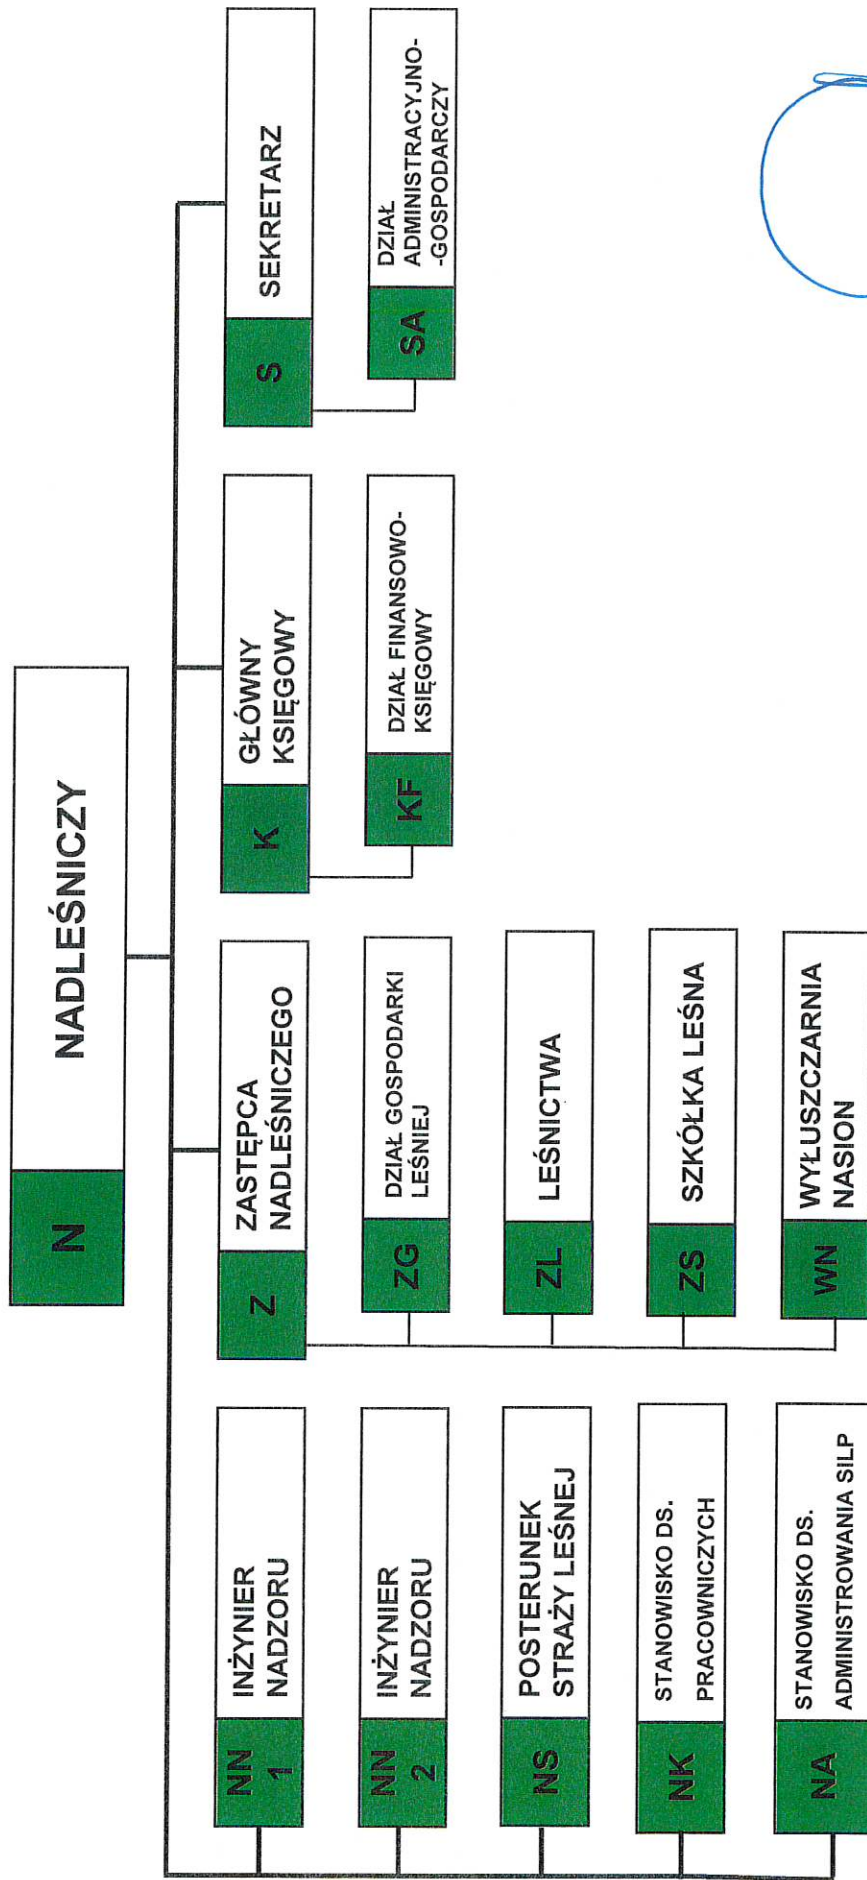 N
NADLEŚNICZY
NN
1
INŻYNIER
NADZORU
NN
2
INŻYNIER
NADZORU
NS
POSTERUNEK
STRAŻY LEŚNEJ
NK
STANOWISKO DS.
PRACOWNICZYCH
NA
STANOWISKO DS.
ADMINISTROWANIA SILP
Z
ZASTĘPCA
NADLEŚNICZEGO
ZG
DZIAŁ GOSPODARKI
LEŚNIEJ
ZL
LEŚNICTWA
ZS
SZKÓŁKA LEŚNA
WN
WYŁUSZCZARNIA
NASION
K
GŁÓWNY
KSIĘGOWY
KF
DZIAŁ FINANSOWO-
KSIĘGOWY
S
SEKRETARZ
SA
DZIAŁ
ADMINISTRACYJNO-
-GOSPODARCZY